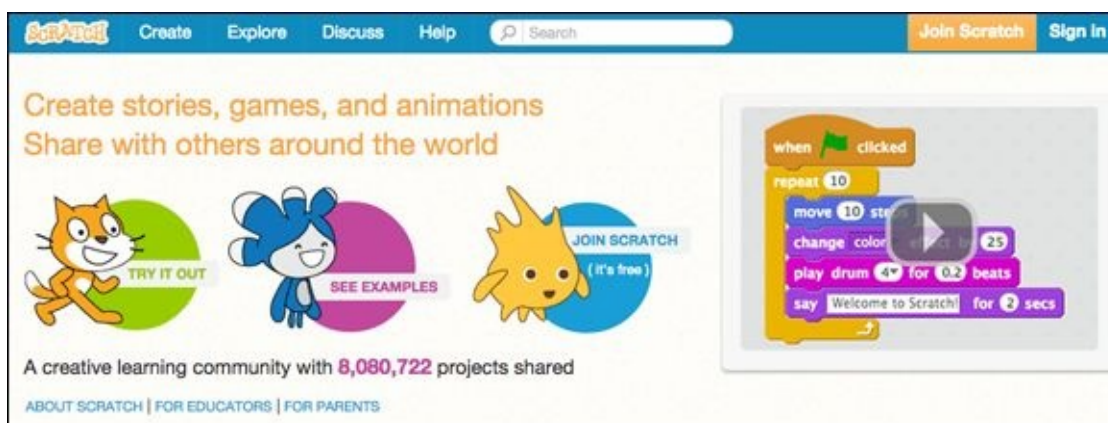 SCRATCH Create Explore Discuss Help Search Join Scratch Sign in
Create stories, games, and animations
Share with others around the world
TRY IT OUT
SEE EXAMPLES
JOIN SCRATCH
(it's free)
A creative learning community with 8,080,722 projects shared
ABOUT SCRATCH | FOR EDUCATORS | FOR PARENTS
when clicked
repeat 10
move 10 steps
change color effect by 25
play drum 4 for 0.2 beats
say Welcome to Scratch! for 2 secs